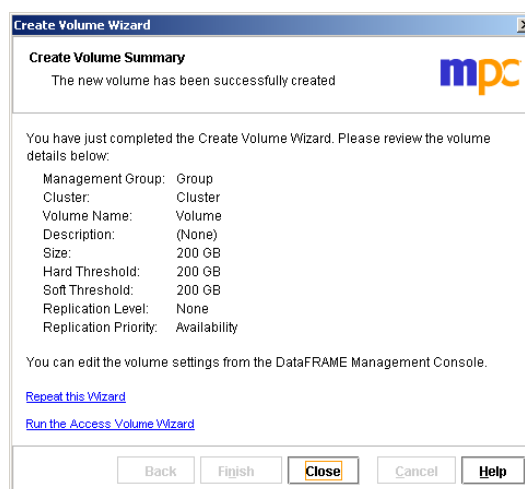 Create Volume Wizard
Create Volume Summary
The new volume has been successfully created
mpc
You have just completed the Create Volume Wizard. Please review the volume
details below:
Management Group: Group
Cluster: Cluster
Volume Name: Volume
Description: (None)
Size: 200 GB
Hard Threshold: 200 GB
Soft Threshold: 200 GB
Replication Level: None
Replication Priority: Availability
You can edit the volume settings from the DataFRAME Management Console.
Repeat this Wizard
Run the Access Volume Wizard
Back Finish Close Cancel Help